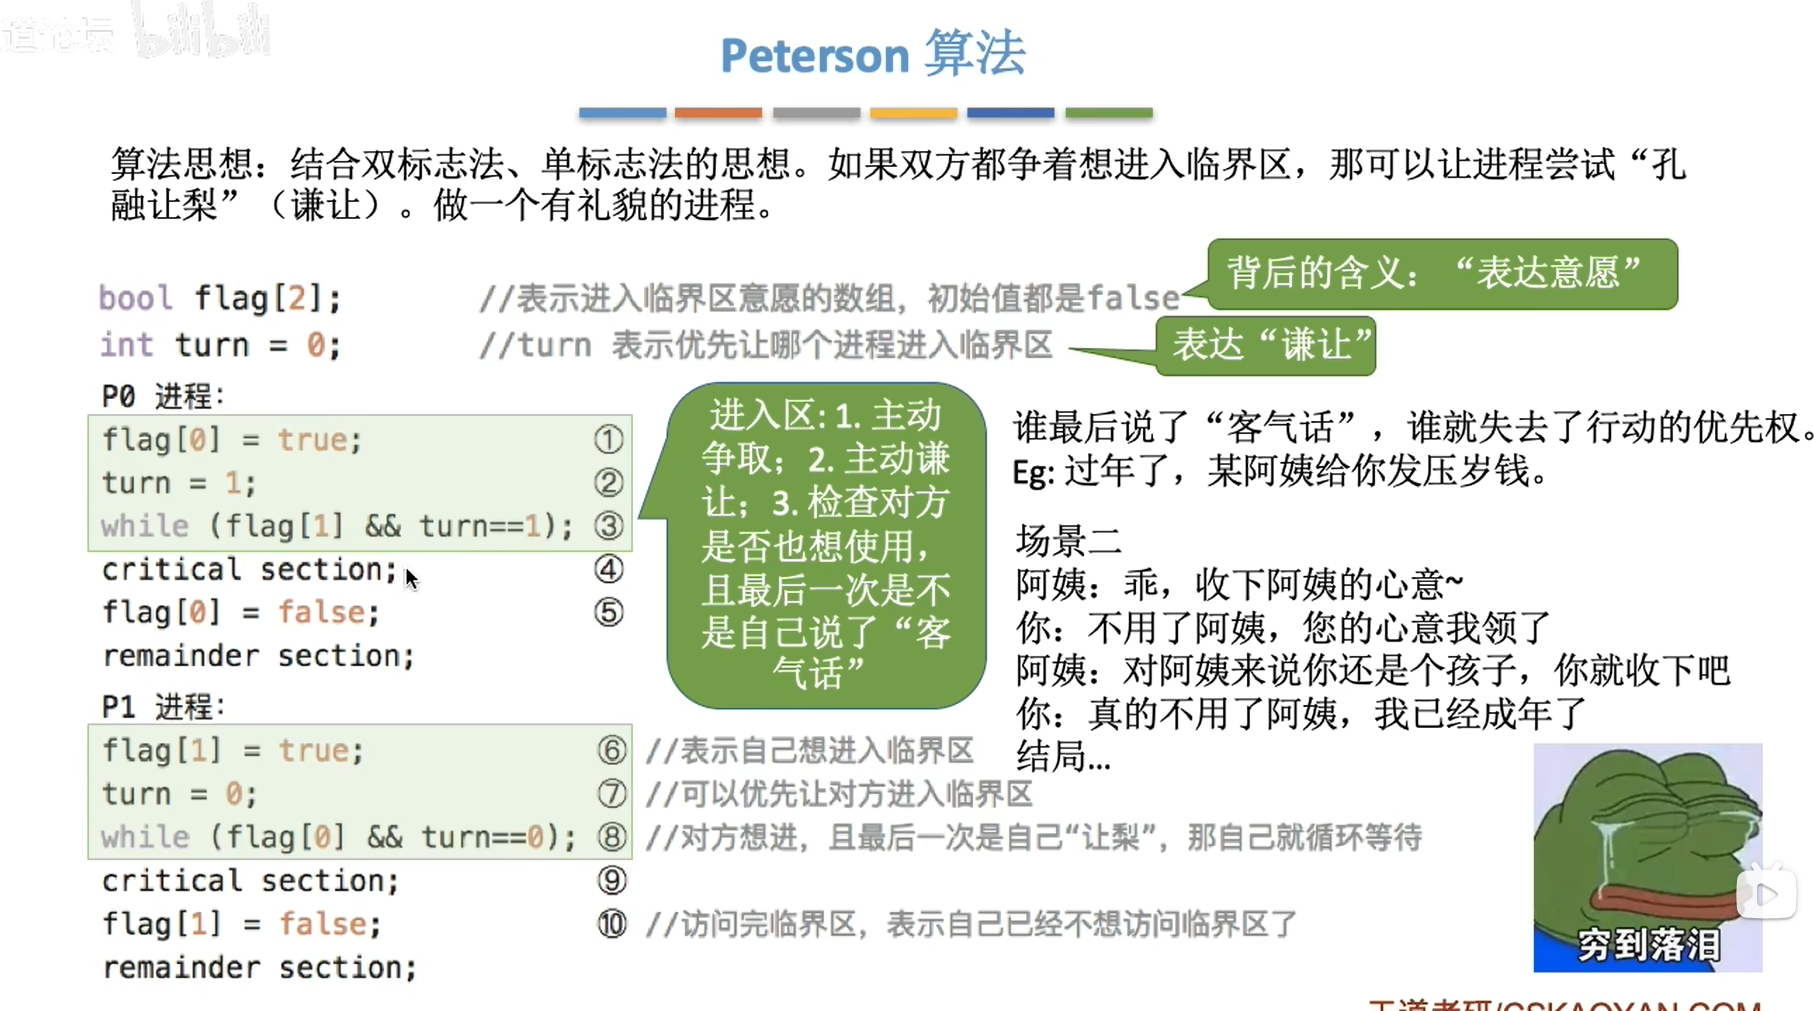 道论坛 bilibili
Peterson 算法
算法思想：结合双标志法、单标志法的思想。如果双方都争着想进入临界区，那可以让进程尝试“孔
融让梨”（谦让）。做一个有礼貌的进程。
bool flag[2]; //表示进入临界区意愿的数组，初始值都是false
背后的含义：“表达意愿”
int turn = 0; //turn 表示优先让哪个进程进入临界区
表达“谦让”
P0 进程：
flag[0] = true; ①
turn = 1; ②
while (flag[1] && turn==1); ③
critical section; ④
flag[0] = false; ⑤
remainder section;
进入区: 1. 主动
争取；2. 主动谦
让；3. 检查对方
是否也想使用，
且最后一次是不
是自己说了“客
气话”
谁最后说了“客气话”，谁就失去了行动的优先权。
Eg: 过年了，某阿姨给你发压岁钱。
场景二
阿姨：乖，收下阿姨的心意~
你：不用了阿姨，您的心意我领了
阿姨：对阿姨来说你还是个孩子，你就收下吧
你：真的不用了阿姨，我已经成年了
结局...
P1 进程：
flag[1] = true; ⑥ //表示自己想进入临界区
turn = 0; ⑦ //可以优先让对方进入临界区
while (flag[0] && turn==0); ⑧ //对方想进，且最后一次是自己“让梨”，那自己就循环等待
critical section; ⑨
flag[1] = false; ⑩ //访问完临界区，表示自己已经不想访问临界区了
remainder section;
穷到落泪
王道考研/CSKAOYAN.COM